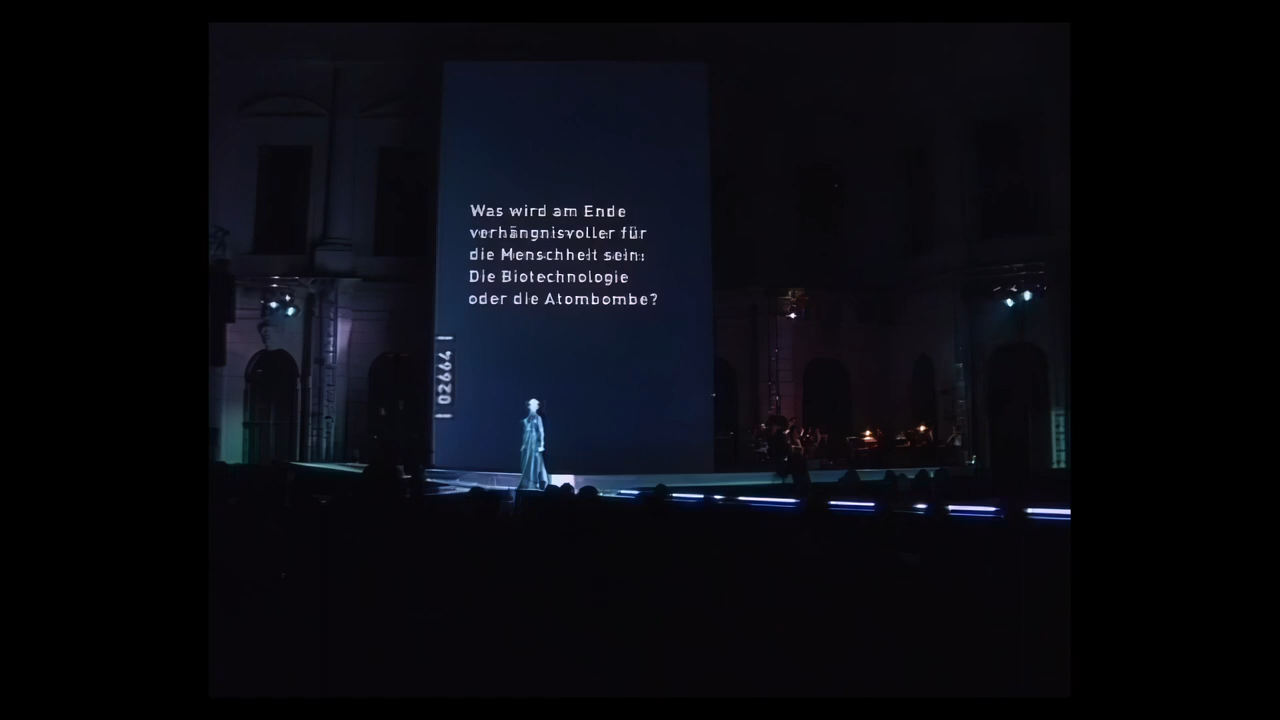 Was wird am Ende
verhängnisvoller für
die Menschheit sein:
Die Biotechnologie
oder die Atombombe?
| 02664 |